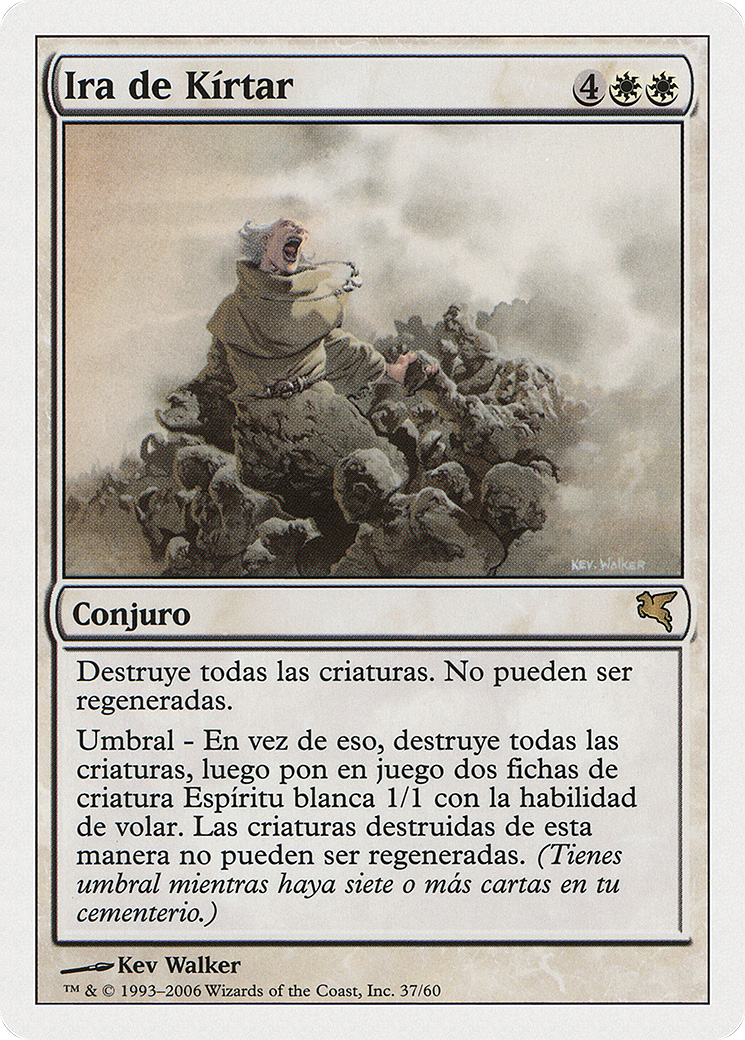 Ira de Kírtar
4
KEV. WALKER
Conjuro
Destruye todas las criaturas. No pueden ser
regeneradas.
Umbral - En vez de eso, destruye todas las
criaturas, luego pon en juego dos fichas de
criatura Espíritu blanca 1/1 con la habilidad
de volar. Las criaturas destruidas de esta
manera no pueden ser regeneradas. (Tienes
umbral mientras haya siete o más cartas en tu
cementerio.)
Kev Walker
™ & © 1993–2006 Wizards of the Coast, Inc. 37/60